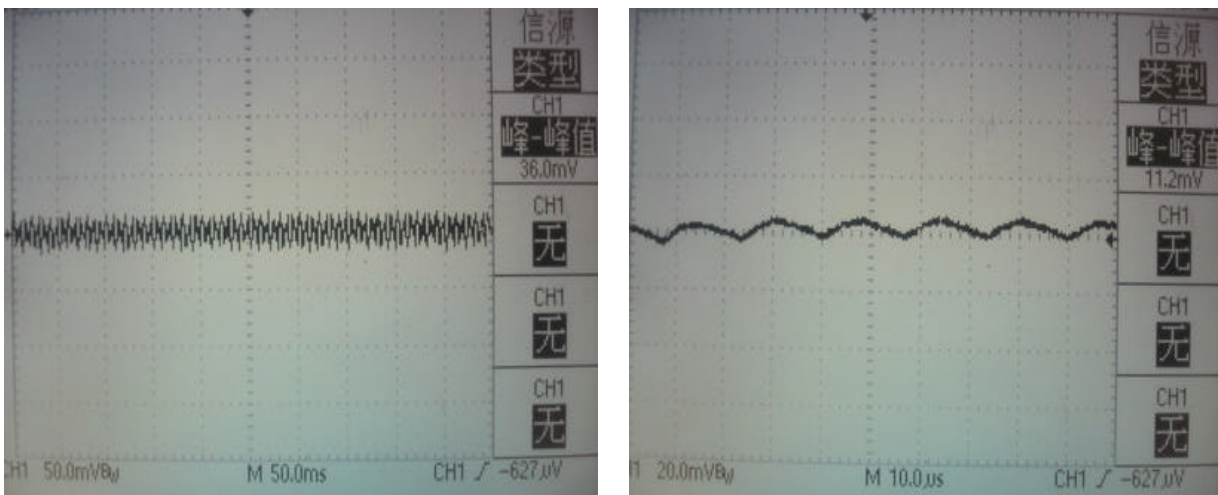 信源
类型
CH1
峰-峰值
36.0mV
CH1
无
CH1
无
CH1
无
CH1 50.0mVBW M 50.0ms CH1 -627µV
信源
类型
CH1
峰-峰值
11.2mV
CH1
无
CH1
无
CH1
无
20.0mVBW M 10.0µs CH1 -627µV